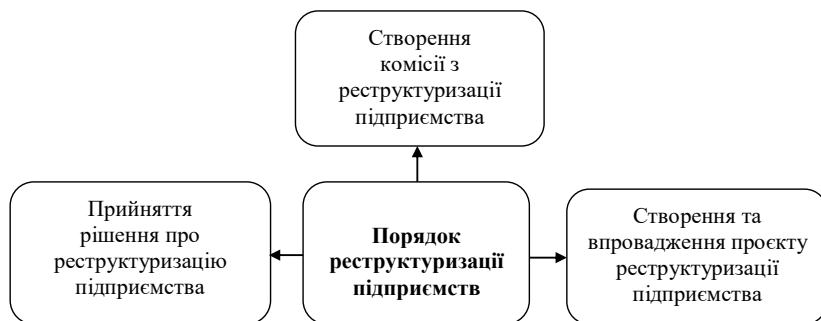 Створення
комісії з
реструктуризації
підприємства
Прийняття
рішення про
реструктуризацію
підприємства
Порядок
реструктуризації
підприємств
Створення та
впровадження проєкту
реструктуризації
підприємства